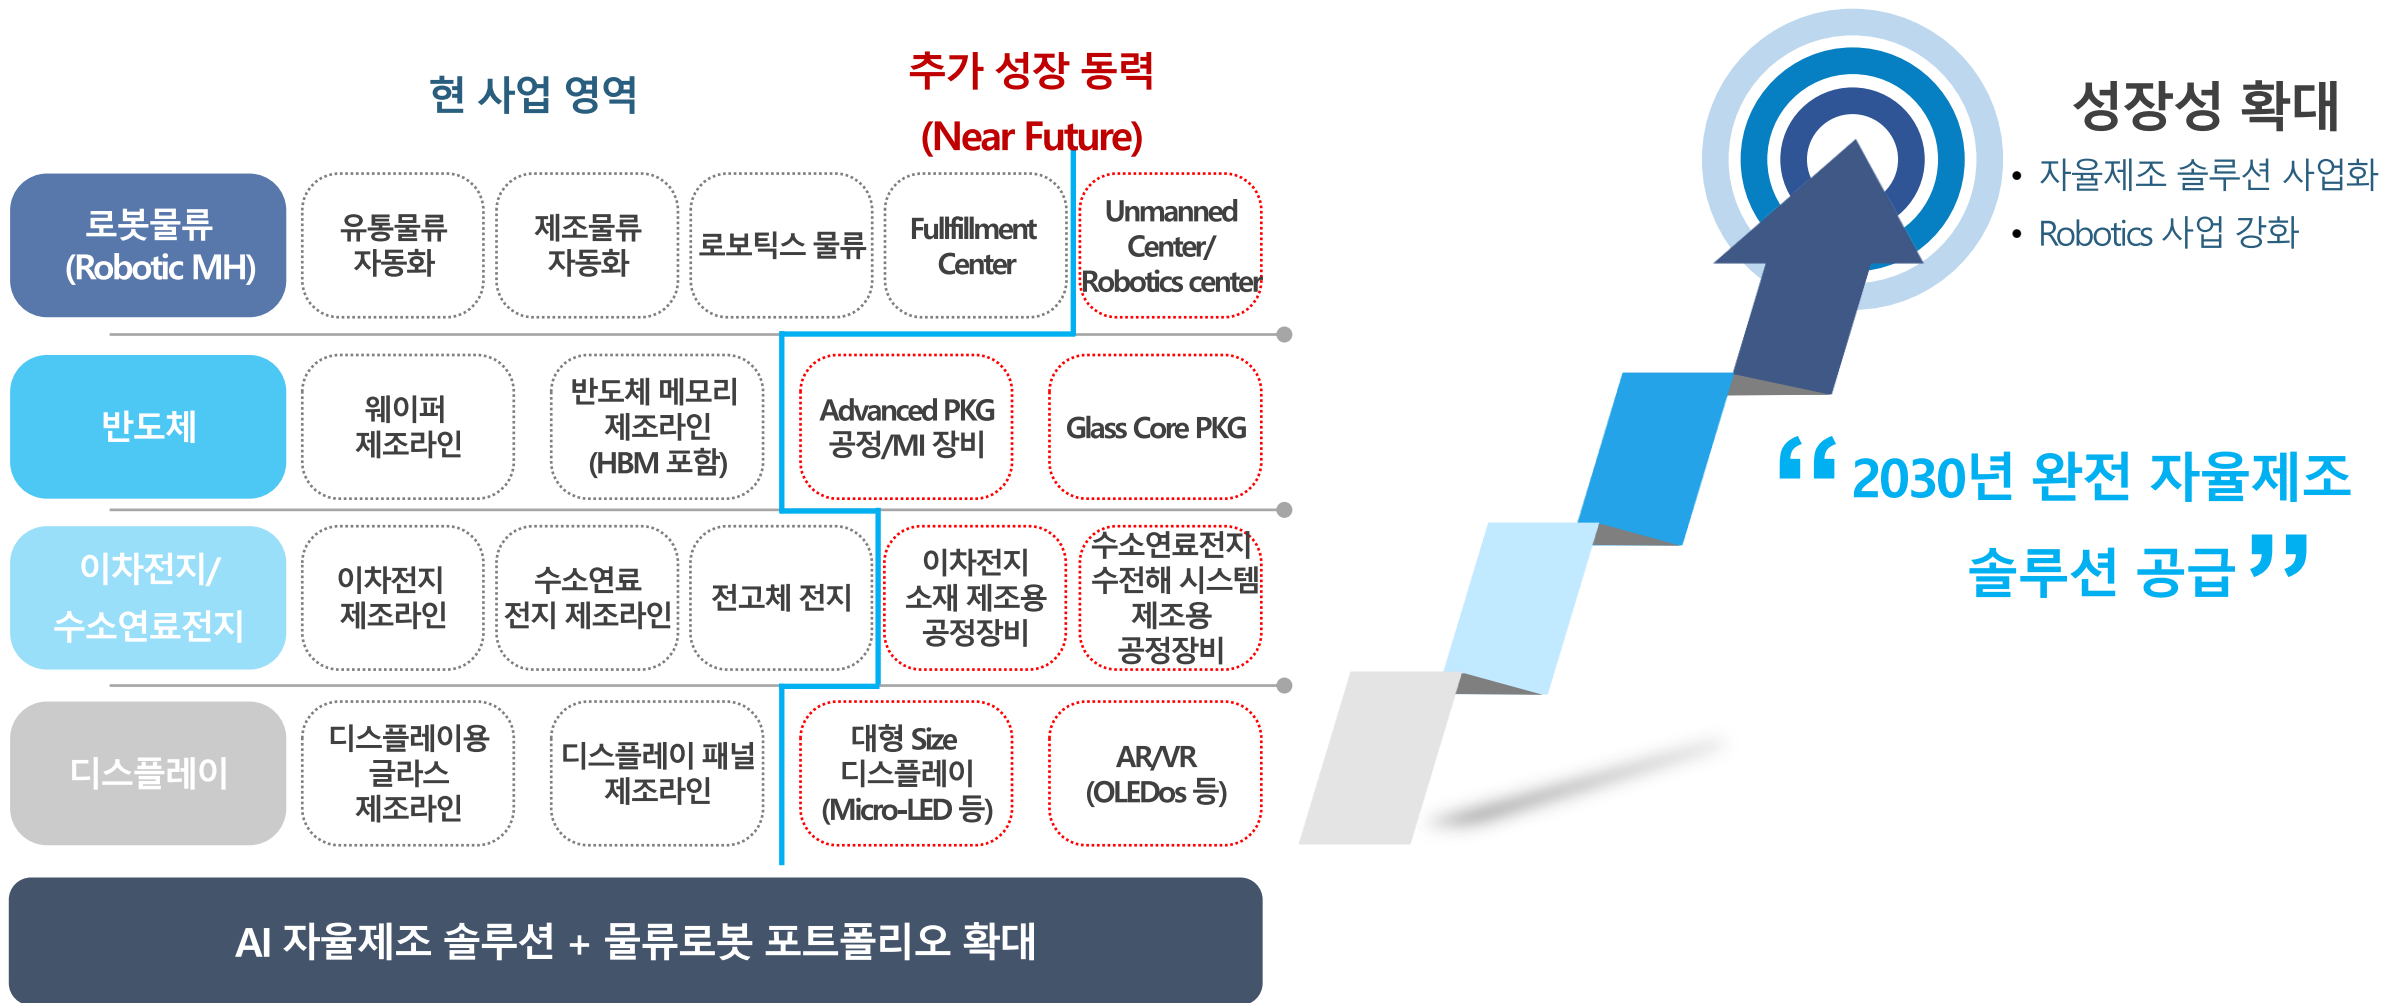 현 사업 영역
추가 성장 동력
(Near Future)
로봇물류
(Robotic MH)
유통물류
자동화
제조물류
자동화
로보틱스 물류
Fullfillment
Center
Unmanned
Center/
Robotics center
반도체
웨이퍼
제조라인
반도체 메모리
제조라인
(HBM 포함)
Advanced PKG
공정/MI 장비
Glass Core PKG
이차전지/
수소연료전지
이차전지
제조라인
수소연료
전지 제조라인
전고체 전지
이차전지
소재 제조용
공정장비
수소연료전지
수전해 시스템
제조용
공정장비
디스플레이
디스플레이용
글라스
제조라인
디스플레이 패널
제조라인
대형 Size
디스플레이
(Micro-LED 등)
AR/VR
(OLEDos 등)
AI 자율제조 솔루션 + 물류로봇 포트폴리오 확대
성장성 확대
• 자율제조 솔루션 사업화
• Robotics 사업 강화
“ 2030년 완전 자율제조
솔루션 공급 ”